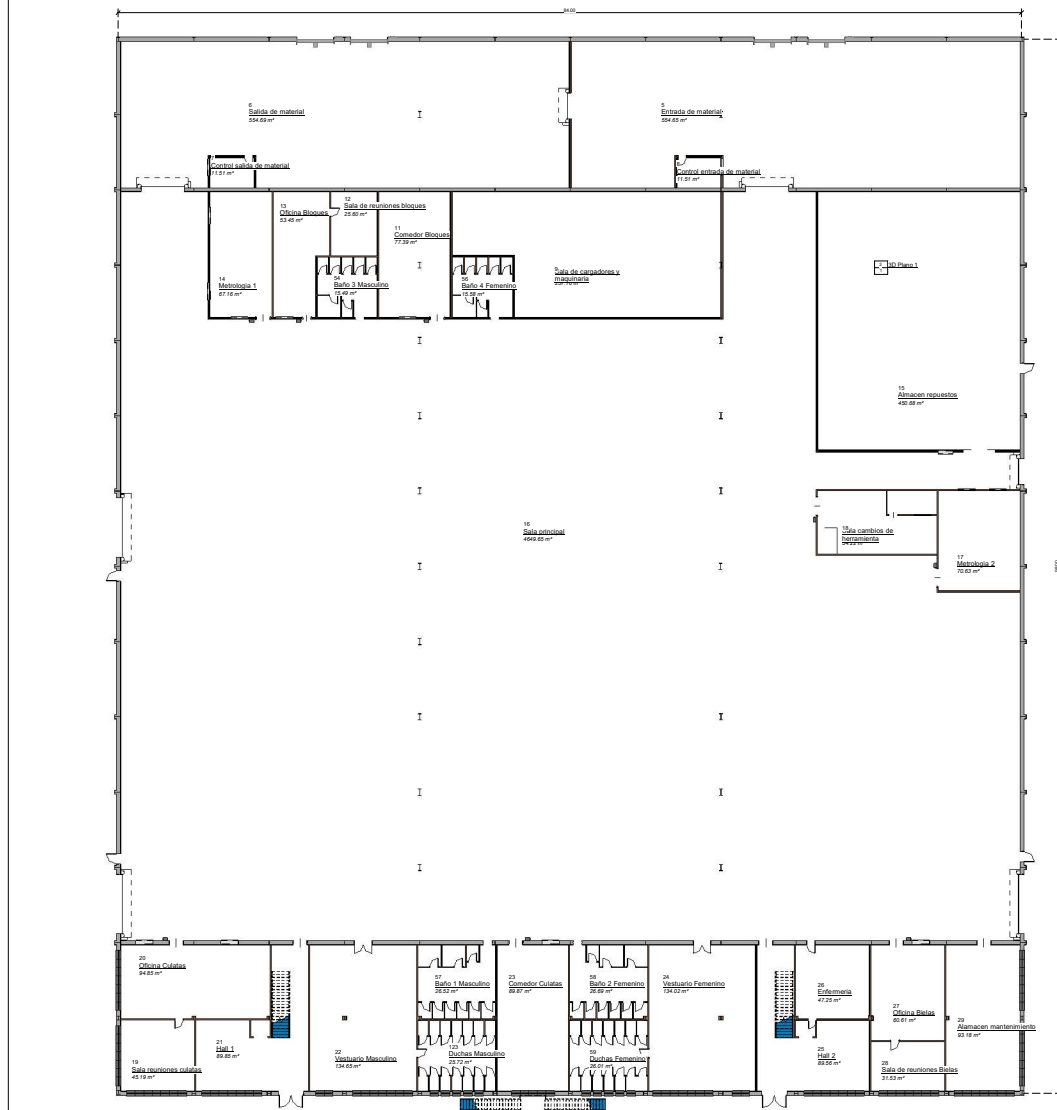 84.00
6
Salida de material
554.69 m²
5
Entrada de material
554.65 m²
Control salida de material
11.51 m²
Control entrada de material
11.51 m²
13
Oficina Bloques
53.45 m²
12
Sala de reuniones bloques
25.60 m²
11
Comedor Bloques
77.39 m²
14
Metrologia 1
67.16 m²
54
Baño 3 Masculino
15.49 m²
56
Baño 4 Femenino
15.58 m²
9
Sala de cargadores y
maquinaria
3D Plano 1
15
Almacen repuestos
450.68 m²
16
Sala principal
4649.65 m²
18
Sala cambios de
herramienta
17
Metrologia 2
70.63 m²
20
Oficina Culatas
94.85 m²
57
Baño 1 Masculino
26.52 m²
23
Comedor Culatas
89.87 m²
58
Baño 2 Femenino
26.69 m²
24
Vestuario Femenino
134.02 m²
26
Enfermeria
47.25 m²
27
Oficina Bielas
60.61 m²
29
Alamacen mantenimiento
93.18 m²
21
Hall 1
89.85 m²
19
Sala reuniones culatas
45.19 m²
22
Vestuario Masculino
134.65 m²
123
Duchas Masculino
25.72 m²
59
Duchas Femenino
26.01 m²
25
Hall 2
89.56 m²
28
Sala de reuniones Bielas
31.53 m²